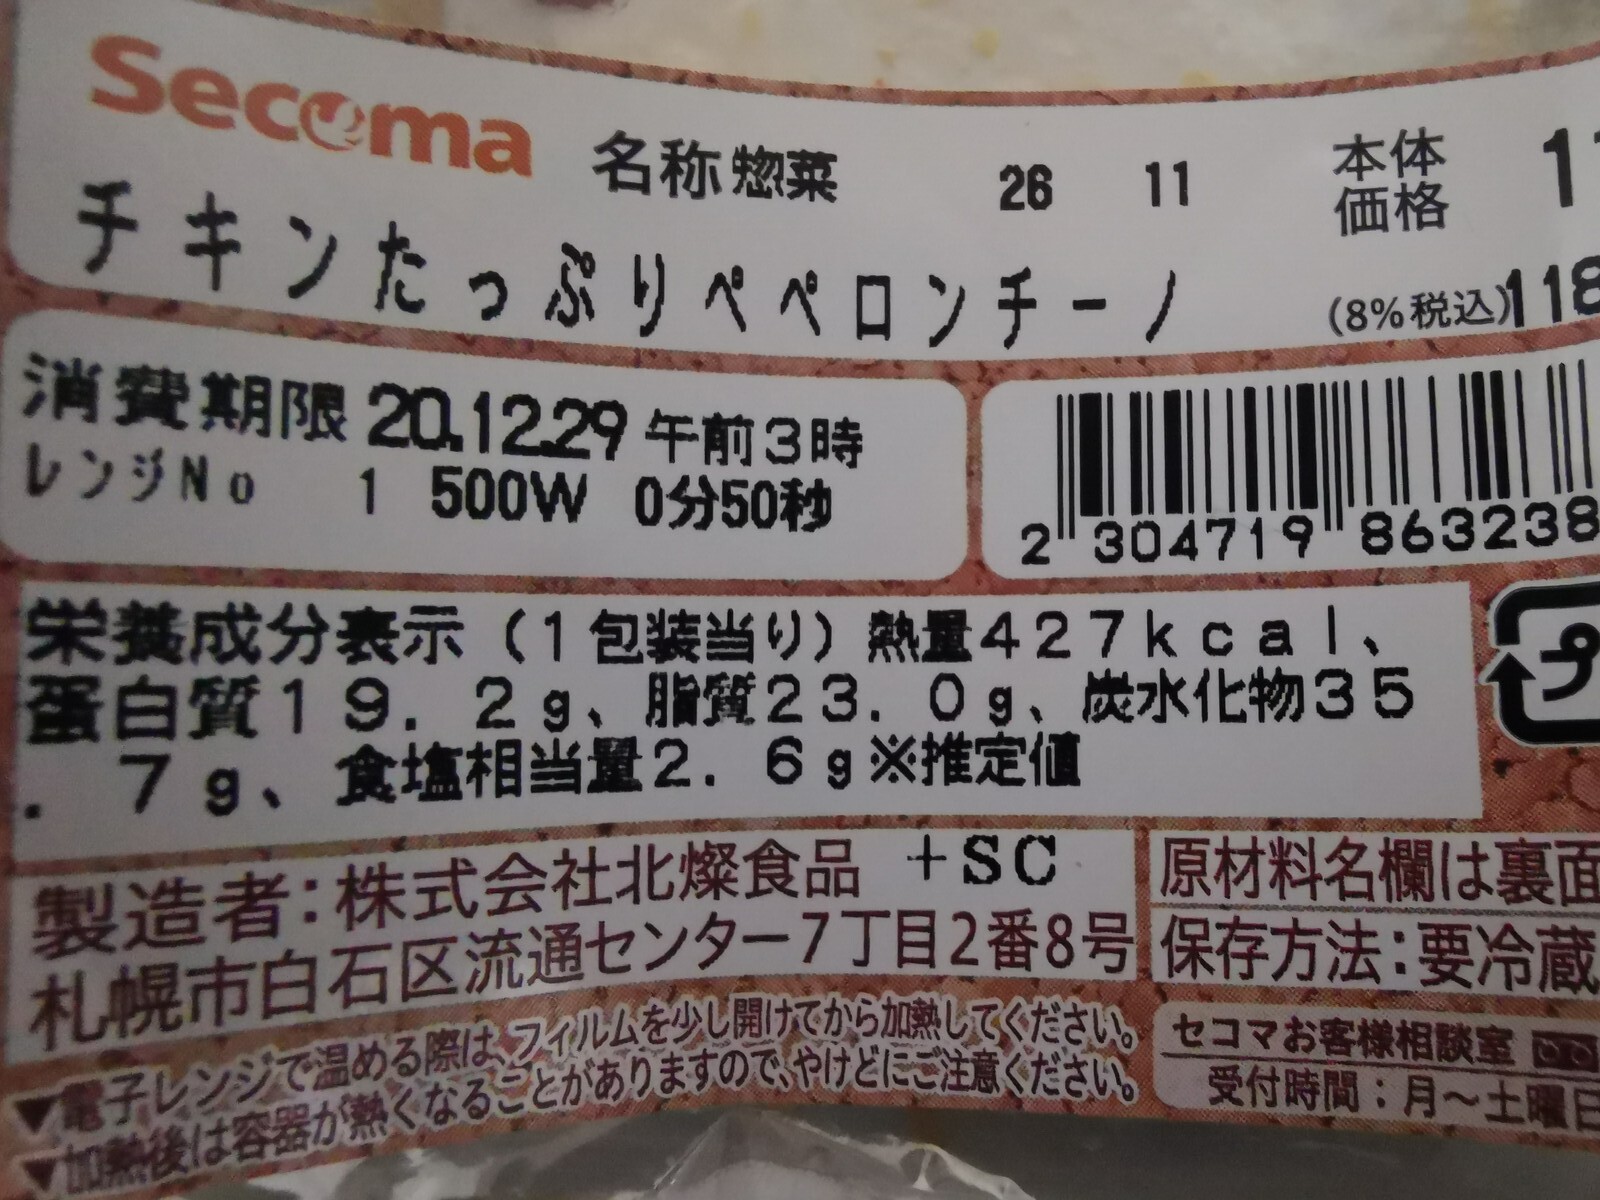 Secoma
名称惣菜 26 11 本体価格 11
チキンたっぷりペペロンチーノ (8%税込)118
消費期限 20.12.29 午前3時
レンジNo 1 500W 0分50秒
2 304719 863238
栄養成分表示（1包装当り）熱量427kcal、
蛋白質19.2g、脂質23.0g、炭水化物35
.7g、食塩相当量2.6g※推定値
プ
製造者:株式会社北燦食品 +SC
札幌市白石区流通センター7丁目2番8号
原材料名欄は裏面
保存方法:要冷蔵
▼電子レンジで温める際は、フィルムを少し開けてから加熱してください。
▼加熱後は容器が熱くなることがありますので、やけどにご注意ください。
セコマお客様相談室
受付時間:月〜土曜日